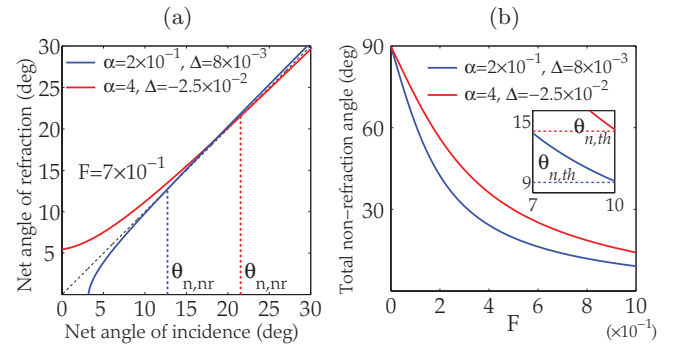 (a)
Net angle of refraction (deg)
30
25
20
15
10
5
α=2×10⁻¹, Δ=8×10⁻³
α=4, Δ=−2.5×10⁻²
F=7×10⁻¹
θn,nr
θn,nr
0
5
10
15
20
25
30
Net angle of incidence (deg)
(b)
Total non−refraction angle (deg)
90
60
30
α=2×10⁻¹, Δ=8×10⁻³
α=4, Δ=−2.5×10⁻²
15
9
θn,th
θn,th
7
10
0
2
4
6
8
10
F
(×10⁻¹)